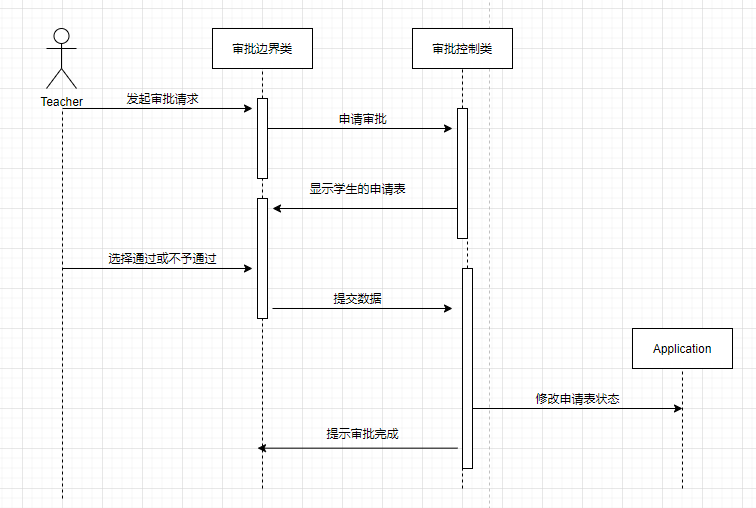 审批边界类
审批控制类
Teacher
发起审批请求
申请审批
显示学生的申请表
选择通过或不予通过
提交数据
Application
修改申请表状态
提示审批完成